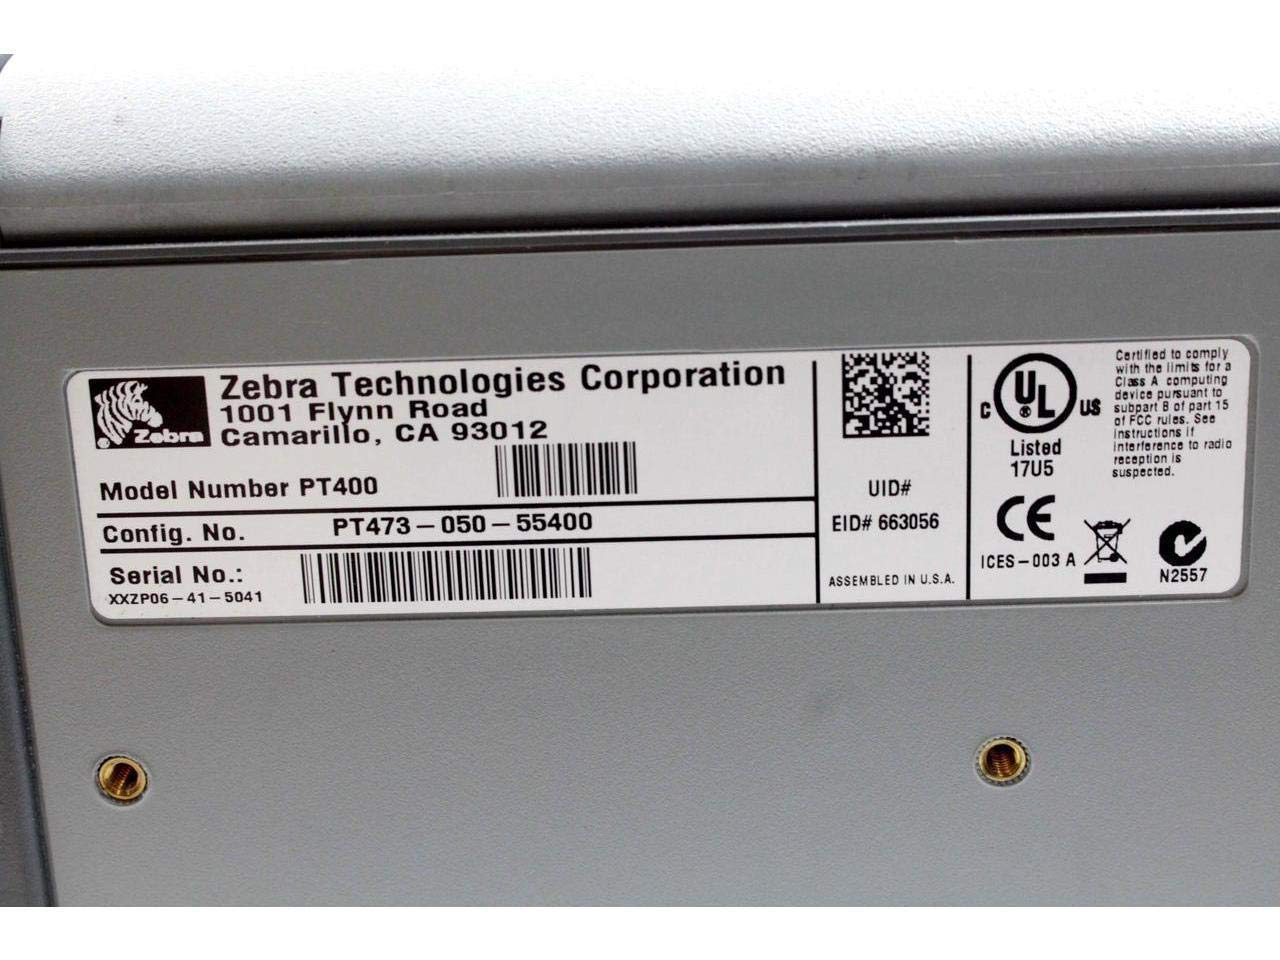 Zebra
Zebra Technologies Corporation
1001 Flynn Road
Camarillo, CA 93012
Model Number PT400
Config. No. PT473-050-55400
Serial No.:
XXZP06-41-5041
UID#
EID# 663056
ASSEMBLED IN U.S.A.
C UL US
®
Listed
17U5
CE
ICES-003 A
N2557
Certified to comply
with the limits for a
Class A computing
device pursuant to
subpart B of part 15
of FCC rules. See
instructions if
interference to radio
reception is
suspected.